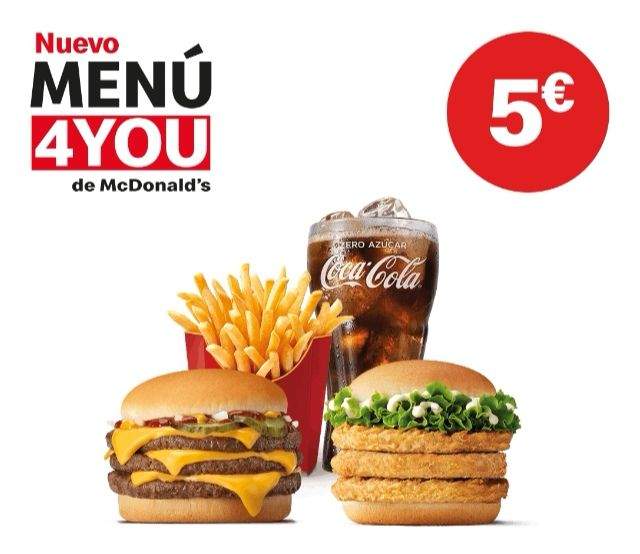 Nuevo
MENÚ
4YOU
de McDonald's
5€
ZERO AZÚCAR
Coca-Cola